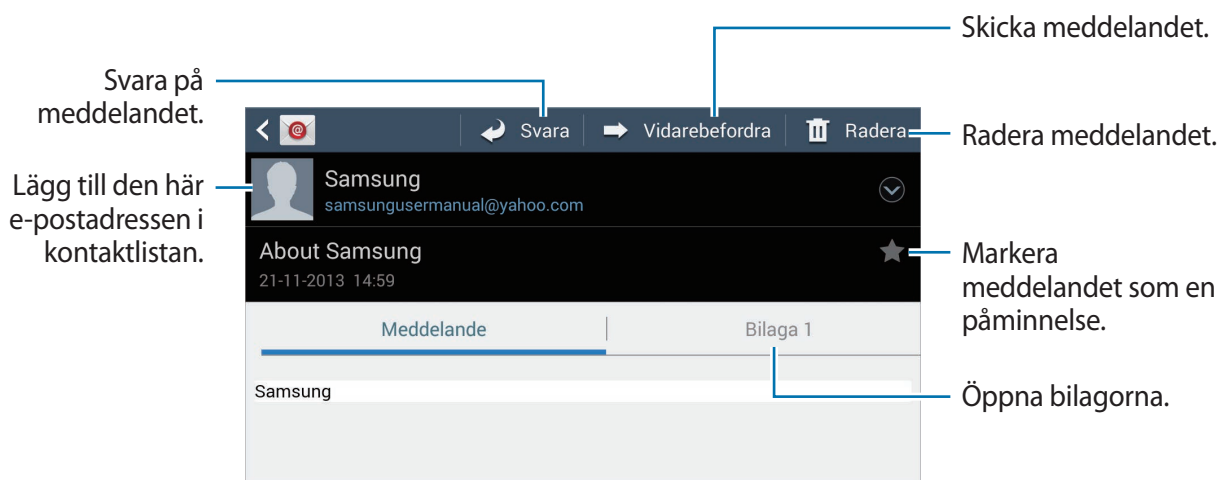 Skicka meddelandet.
Svara på
meddelandet.
Svara
Vidarebefordra
Radera
Radera meddelandet.
Lägg till den här
e-postadressen i
kontaktlistan.
Samsung
samsungusermanual@yahoo.com
About Samsung
21-11-2013 14:59
Markera
meddelandet som en
påminnelse.
Meddelande
Bilaga 1
Samsung
Öppna bilagorna.